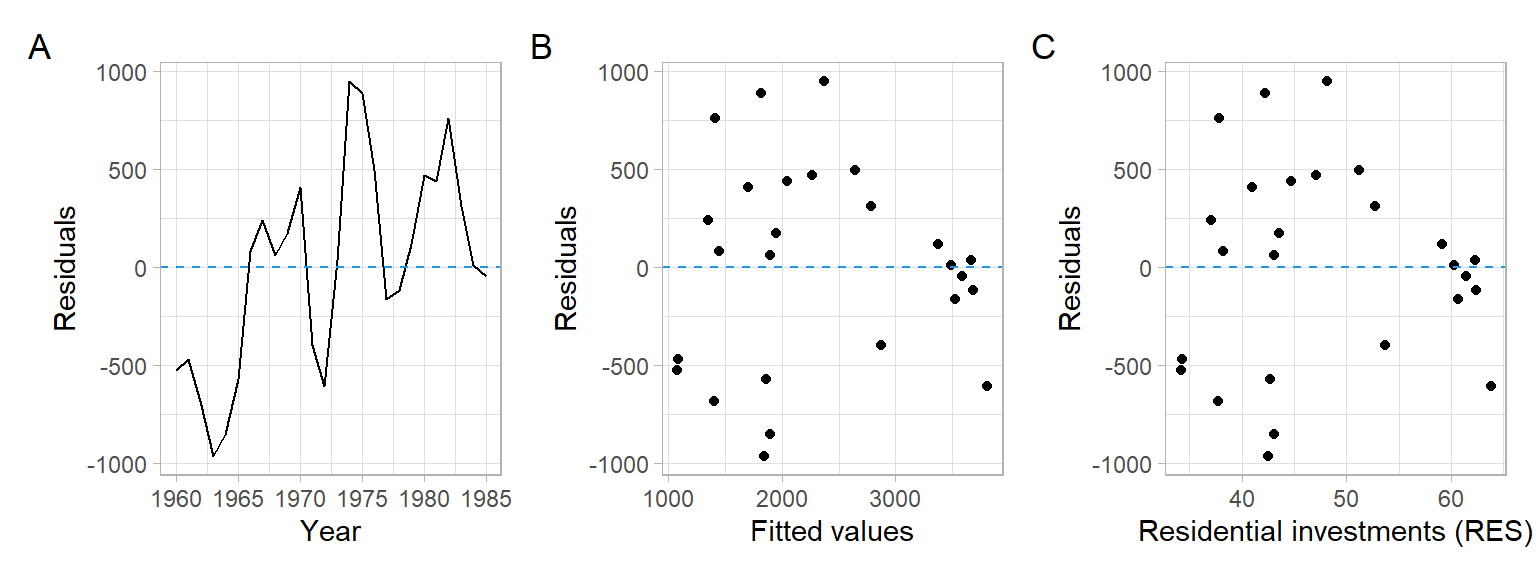 A
1000
500
0
-500
-1000
Residuals
1960 1965 1970 1975 1980 1985
Year
B
1000
500
0
-500
-1000
Residuals
1000 2000 3000
Fitted values
C
1000
500
0
-500
-1000
Residuals
40 50 60
Residential investments (RES)